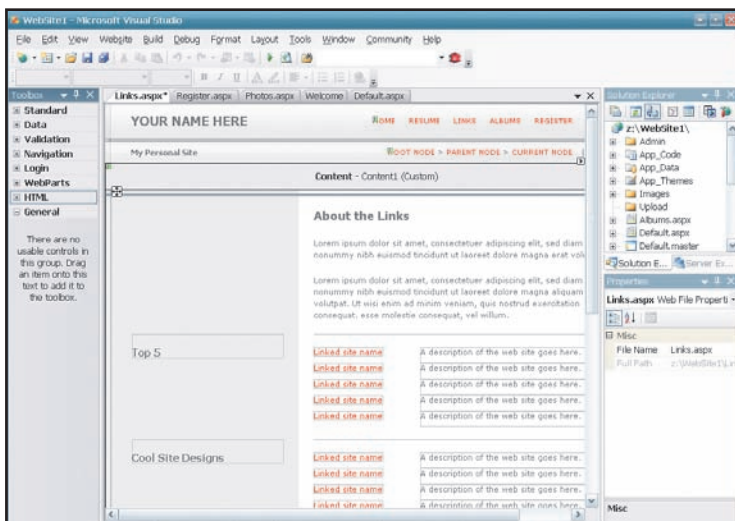 WebSite1 - Microsoft Visual Studio
File Edit View Website Build Debug Format Layout Tools Window Community Help
Toolbox
Standard
Data
Validation
Navigation
Login
WebParts
HTML
General
There are no
usable controls in
this group. Drag
an item onto this
text to add it to
the toolbox.
Links.aspx* Register.aspx Photos.aspx Welcome Default.aspx
YOUR NAME HERE HOME RESUME LINKS ALBUMS REGISTER
My Personal Site ROOT NODE > PARENT NODE > CURRENT NODE
Content - Content1 (Custom)
About the Links
Lorem ipsum dolor sit amet, consectetuer adipiscing elit, sed diam
nonummy nibh euismod tincidunt ut laoreet dolore magna erat volu
Lorem ipsum dolor sit amet, consectetuer adipiscing elit, sed diam
nonummy nibh euismod tincidunt ut laoreet dolore magna aliquam
volutpat. Ut wisi enim ad minim veniam, quis nostrud exercitation
consequat. esse molestie consequat, vel willum.
Top 5
Linked site name A description of the web site goes here.
Linked site name A description of the web site goes here.
Linked site name A description of the web site goes here.
Linked site name A description of the web site goes here.
Linked site name A description of the web site goes here.
Cool Site Designs
Linked site name A description of the web site goes here.
Linked site name A description of the web site goes here.
Linked site name A description of the web site goes here.
Linked site name A description of the web site goes here.
Solution Explorer
z:\WebSite1\
Admin
App_Code
App_Data
App_Themes
Images
Upload
Albums.aspx
Default.aspx
Default.master
Solution E... Server Ex...
Properties
Links.aspx Web File Properti
Misc
File Name Links.aspx
Full Path z:\WebSite1\Lin
Misc